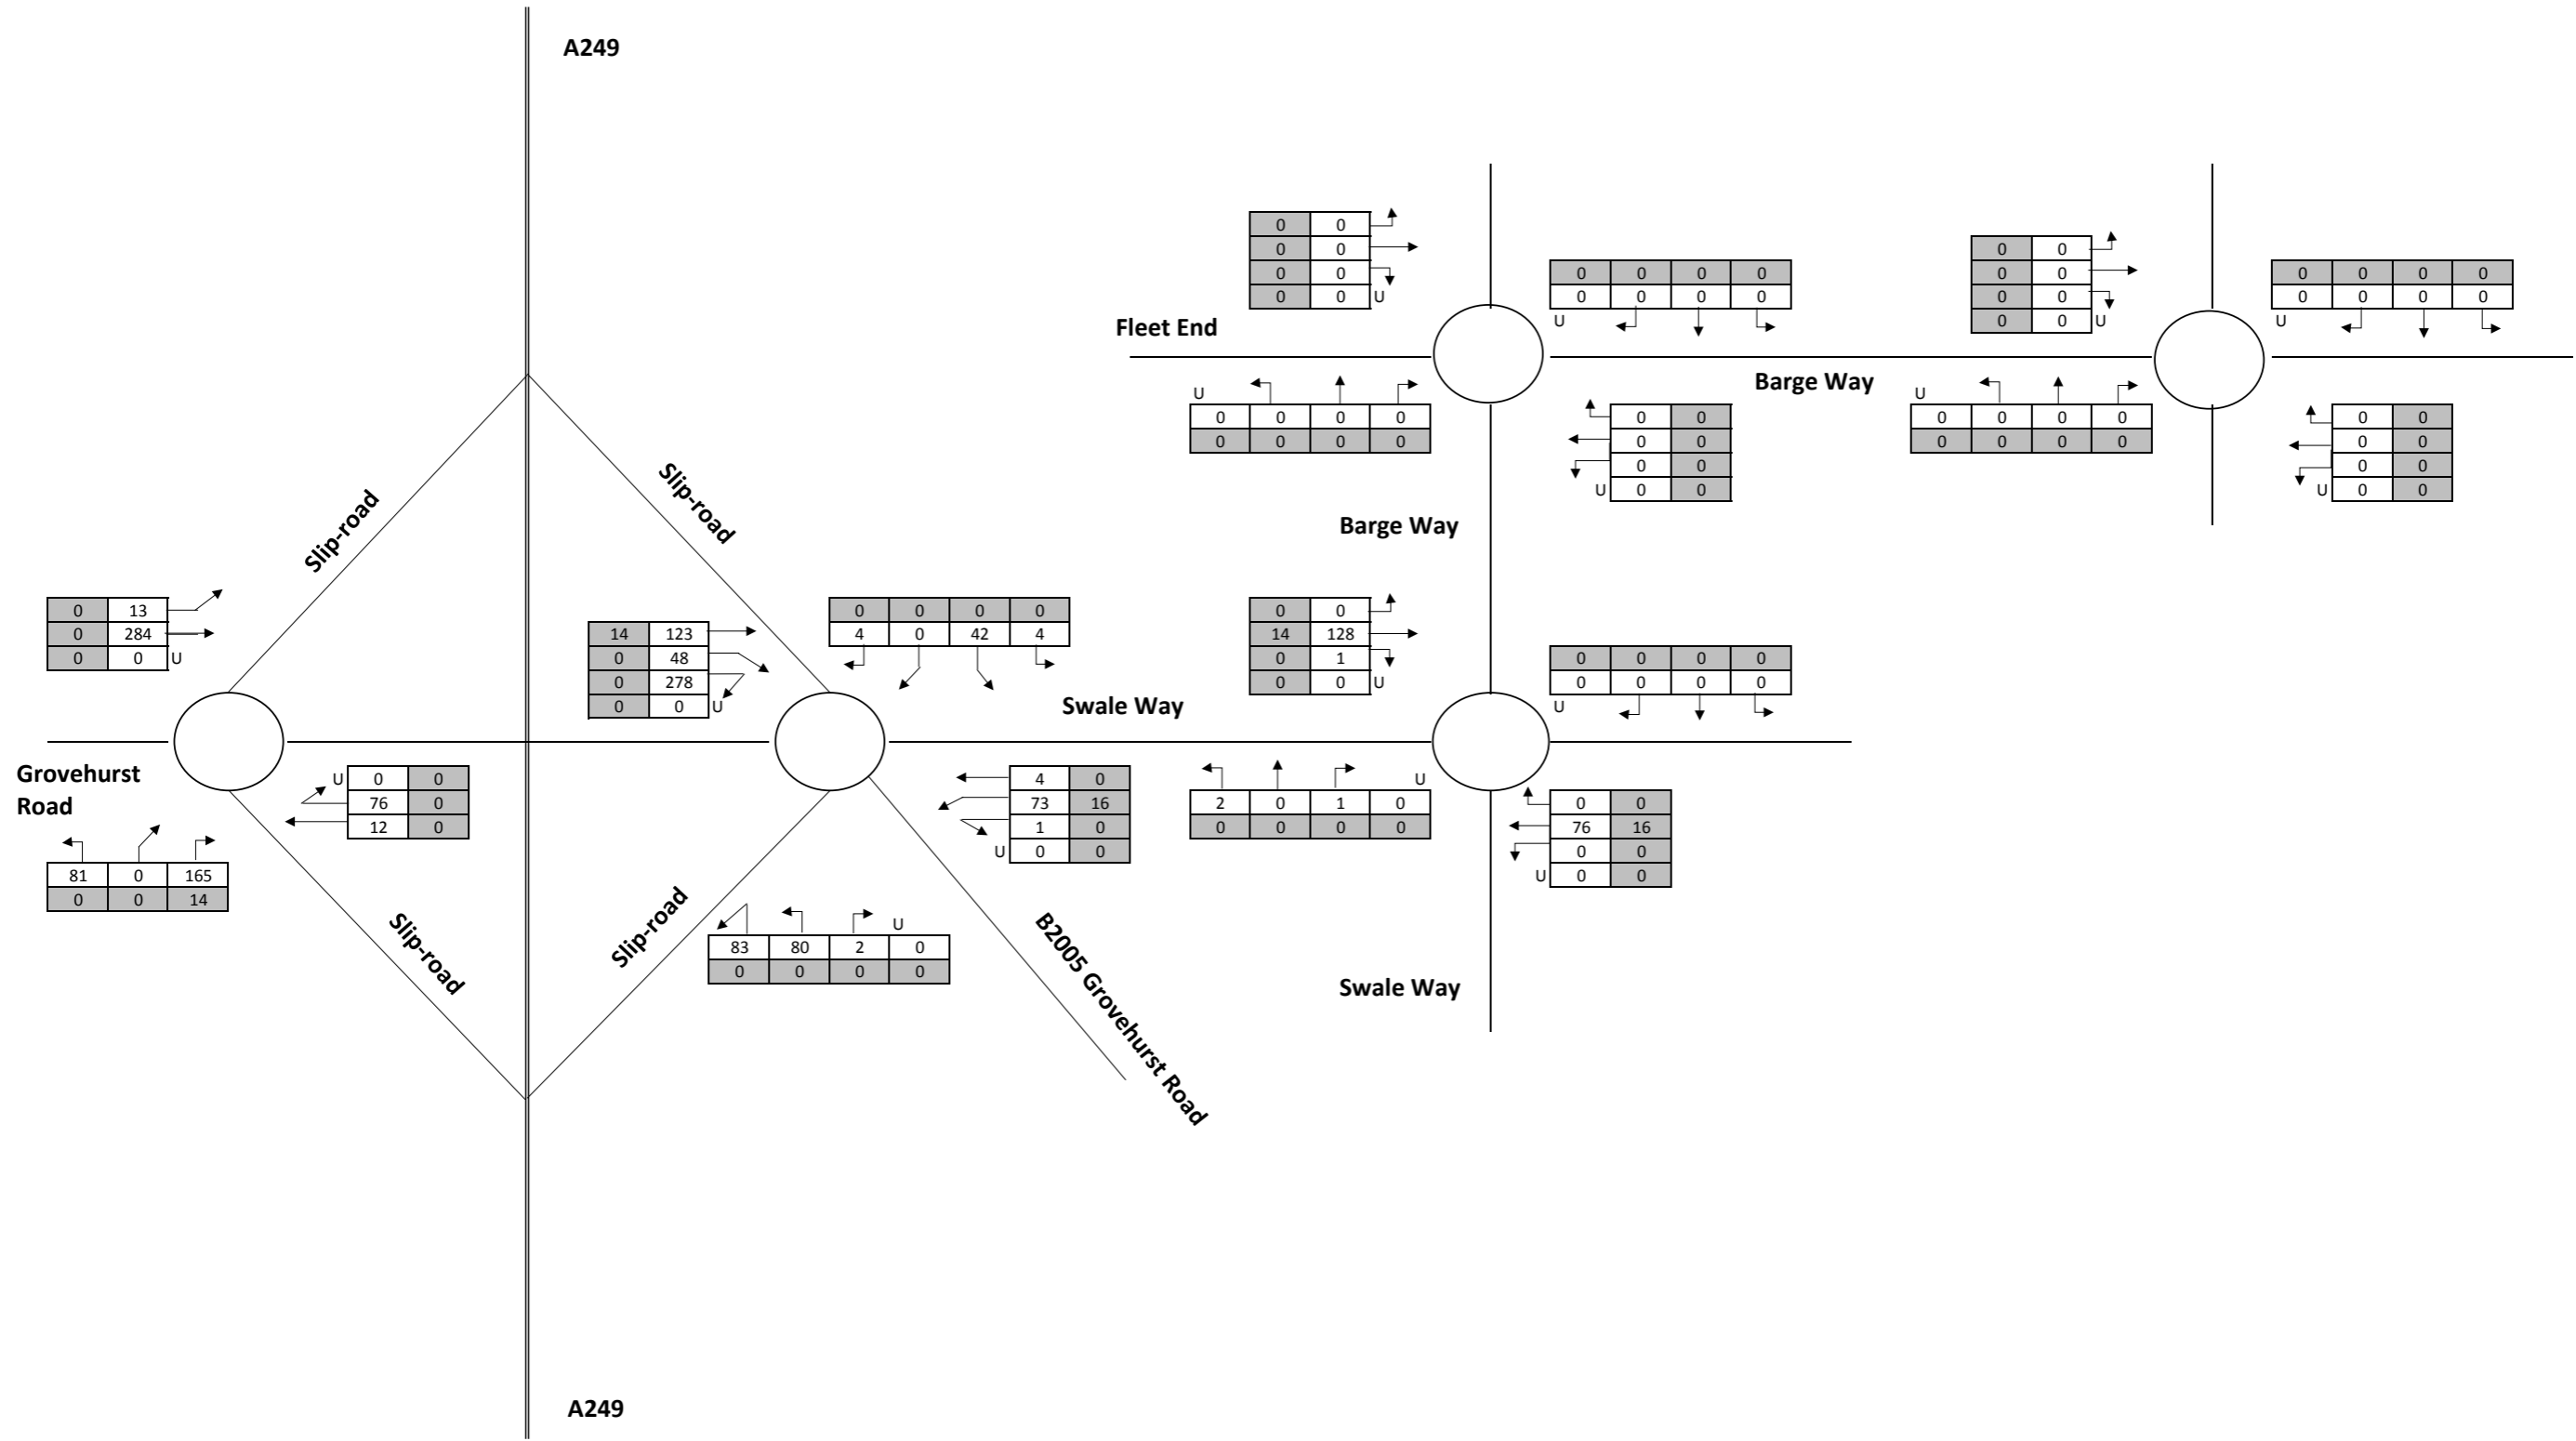 A249
0 0
0 0
0 0
0 0 U
0 0 0 0
0 0 0 0
U
Fleet End
U
0 0 0 0
0 0 0 0
0 0
0 0
0 0
U 0 0
Barge Way
0 0
0 0
0 0
0 0 U
0 0 0 0
0 0 0 0
U
U
0 0 0 0
0 0 0 0
0 0
0 0
0 0
U 0 0
Barge Way
Slip-road
Slip-road
0 13
0 284
0 0 U
14 123
0 48
0 278
0 0 U
0 0 0 0
4 0 42 4
Swale Way
0 0
14 128
0 1
0 0 U
0 0 0 0
0 0 0 0
U
Grovehurst
Road
U 0 0
76 0
12 0
81 0 165
0 0 14
4 0
73 16
1 0
U 0 0
U
2 0 1 0
0 0 0 0
0 0
76 16
0 0
U 0 0
Slip-road
Slip-road
U
83 80 2 0
0 0 0 0
B2005 Grovehurst Road
Swale Way
A249